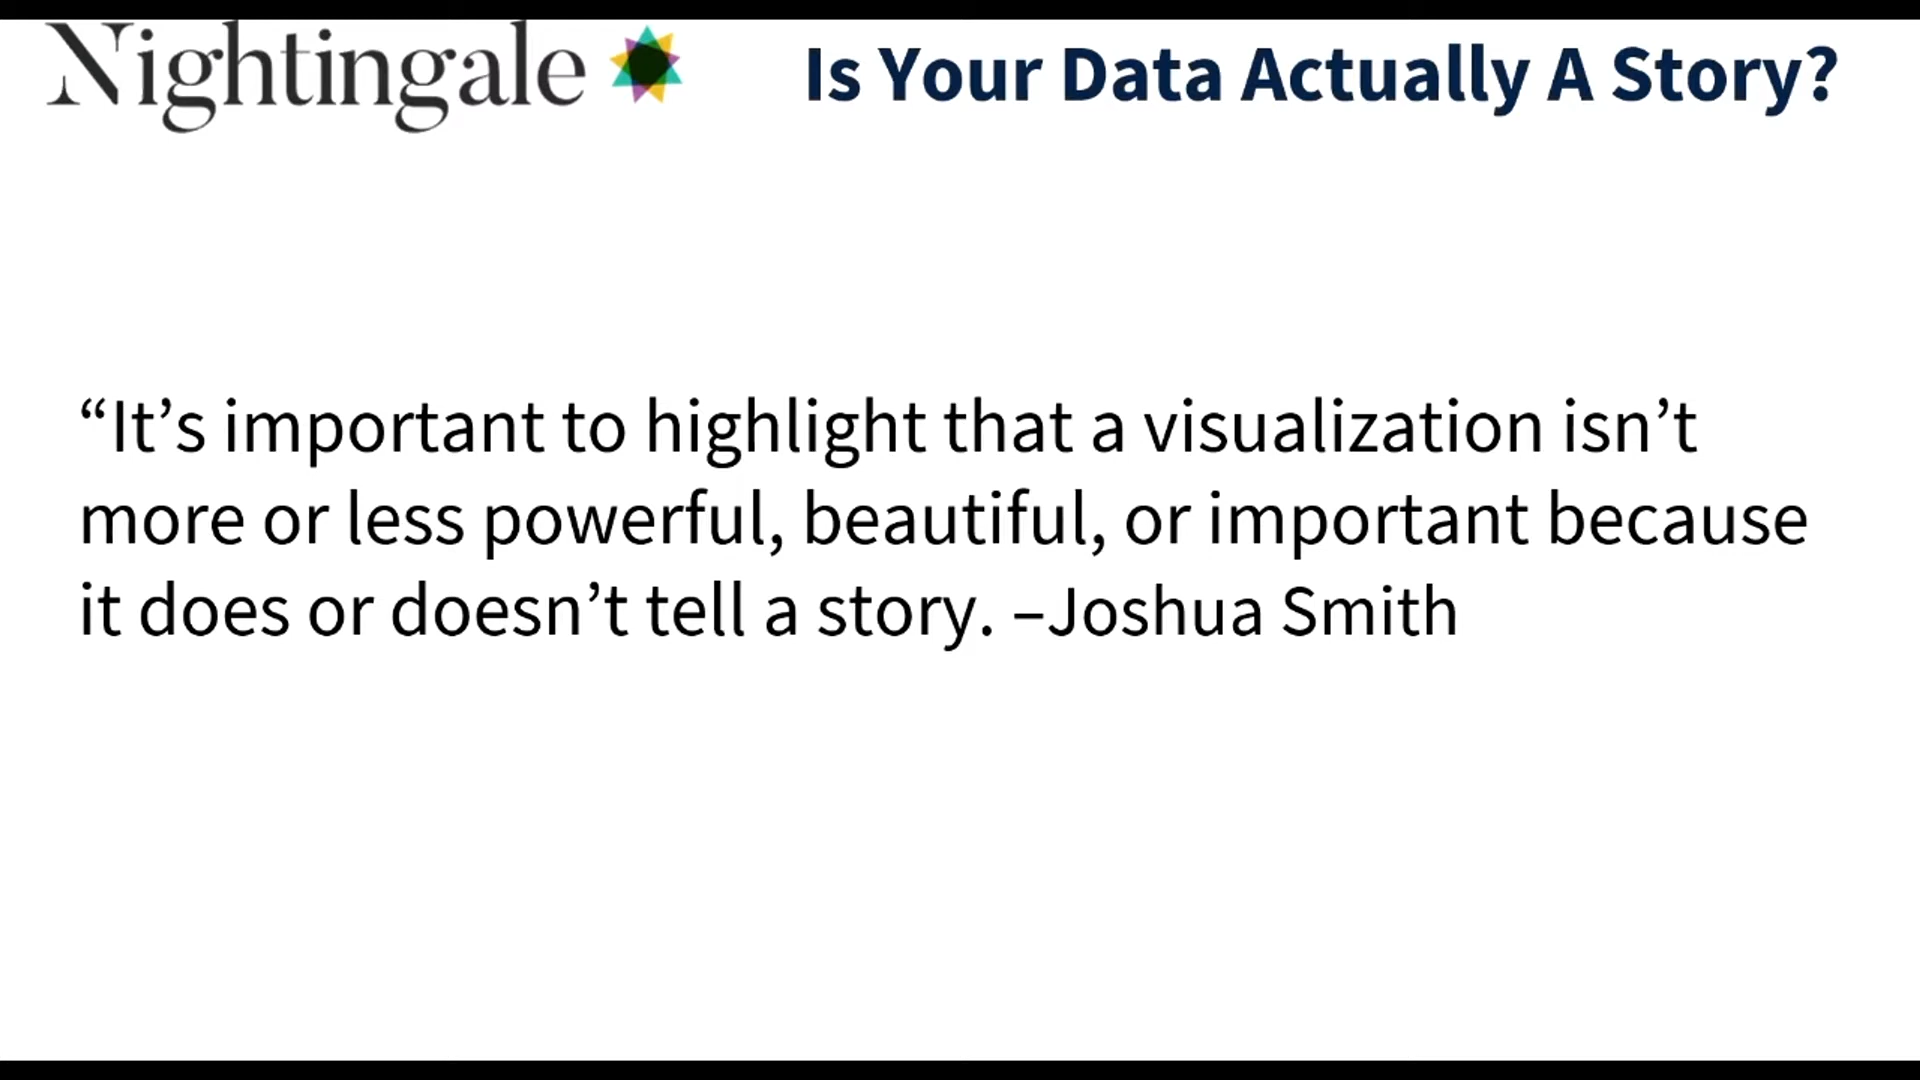 Nightingale
Is Your Data Actually A Story?
“It’s important to highlight that a visualization isn’t
more or less powerful, beautiful, or important because
it does or doesn’t tell a story. –Joshua Smith